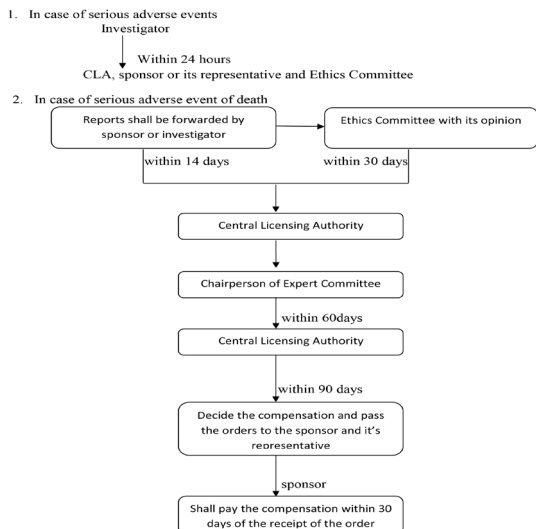 1. In case of serious adverse events
Investigator
Within 24 hours
CLA, sponsor or its representative and Ethics Committee
2. In case of serious adverse event of death
Reports shall be forwarded by
sponsor or investigator
Ethics Committee with its opinion
within 14 days
within 30 days
Central Licensing Authority
Chairperson of Expert Committee
within 60days
Central Licensing Authority
within 90 days
Decide the compensation and pass
the orders to the sponsor and it's
representative
sponsor
Shall pay the compensation within 30
days of the receipt of the order